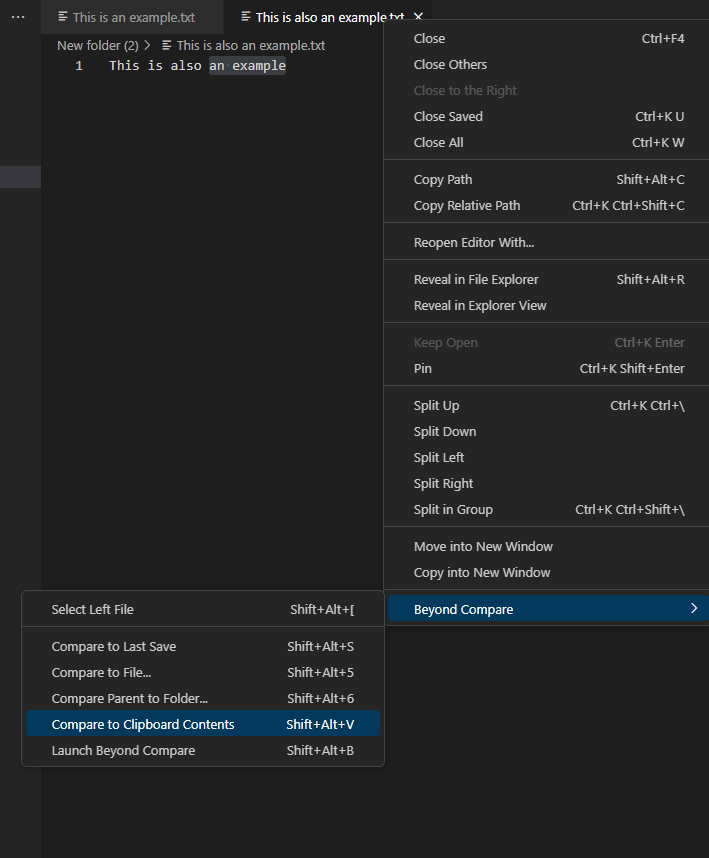 This is an example.txt
This is also an example.txt
New folder (2) > This is also an example.txt
1 This is also an example
Close Ctrl+F4
Close Others
Close to the Right
Close Saved Ctrl+K U
Close All Ctrl+K W
Copy Path Shift+Alt+C
Copy Relative Path Ctrl+K Ctrl+Shift+C
Reopen Editor With...
Reveal in File Explorer Shift+Alt+R
Reveal in Explorer View
Keep Open Ctrl+K Enter
Pin Ctrl+K Shift+Enter
Split Up Ctrl+K Ctrl+\
Split Down
Split Left
Split Right
Split in Group Ctrl+K Ctrl+Shift+\
Move into New Window
Copy into New Window
Beyond Compare
Select Left File Shift+Alt+[
Compare to Last Save Shift+Alt+S
Compare to File... Shift+Alt+5
Compare Parent to Folder... Shift+Alt+6
Compare to Clipboard Contents Shift+Alt+V
Launch Beyond Compare Shift+Alt+B